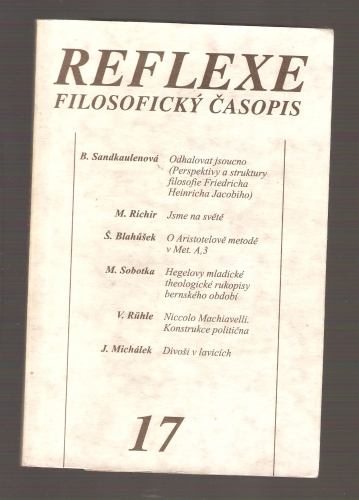 REFLEXE
FILOSOFICKÝ ČASOPIS
B. Sandkaulenová Odhalovat jsoucno
(Perspektivy a struktury
filosofie Friedricha
Heinricha Jacobiho)
M. Richir Jsme na světě
Š. Blahůšek O Aristotelově metodě
v Met. A,3
M. Sobotka Hegelovy mladické
theologické rukopisy
bernského období
V. Rühle Niccolo Machiavelli.
Konstrukce politična
J. Michálek Divoši v lavicích
17